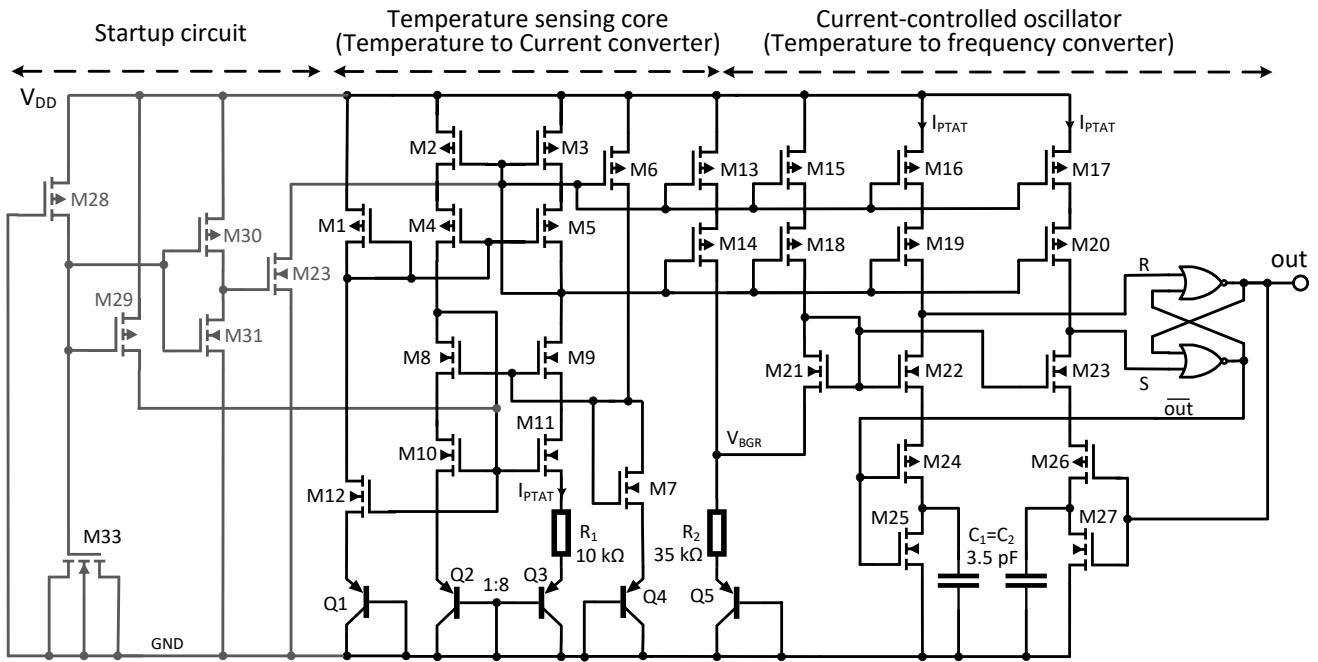 Startup circuit
Temperature sensing core
(Temperature to Current converter)
Current-controlled oscillator
(Temperature to frequency converter)
VDD
M28
M29
M30
M31
M23
M33
GND
M1
M2
M3
M4
M5
M6
M8
M9
M10
M11
M12
M7
IPTAT
R1
10 kΩ
Q1
Q2
1:8
Q3
Q4
M13
M14
M15
M18
M16
IPTAT
M19
M17
IPTAT
M20
M21
M22
M23
VBGR
R2
35 kΩ
Q5
M24
M25
M26
M27
C1=C2
3.5 pF
R
S
out
out